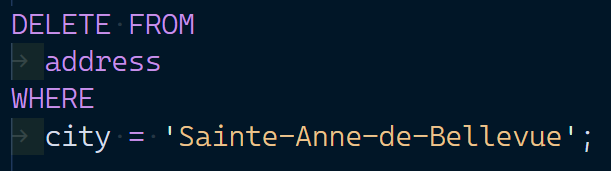 DELETE FROM
address
WHERE
city = 'Sainte-Anne-de-Bellevue';